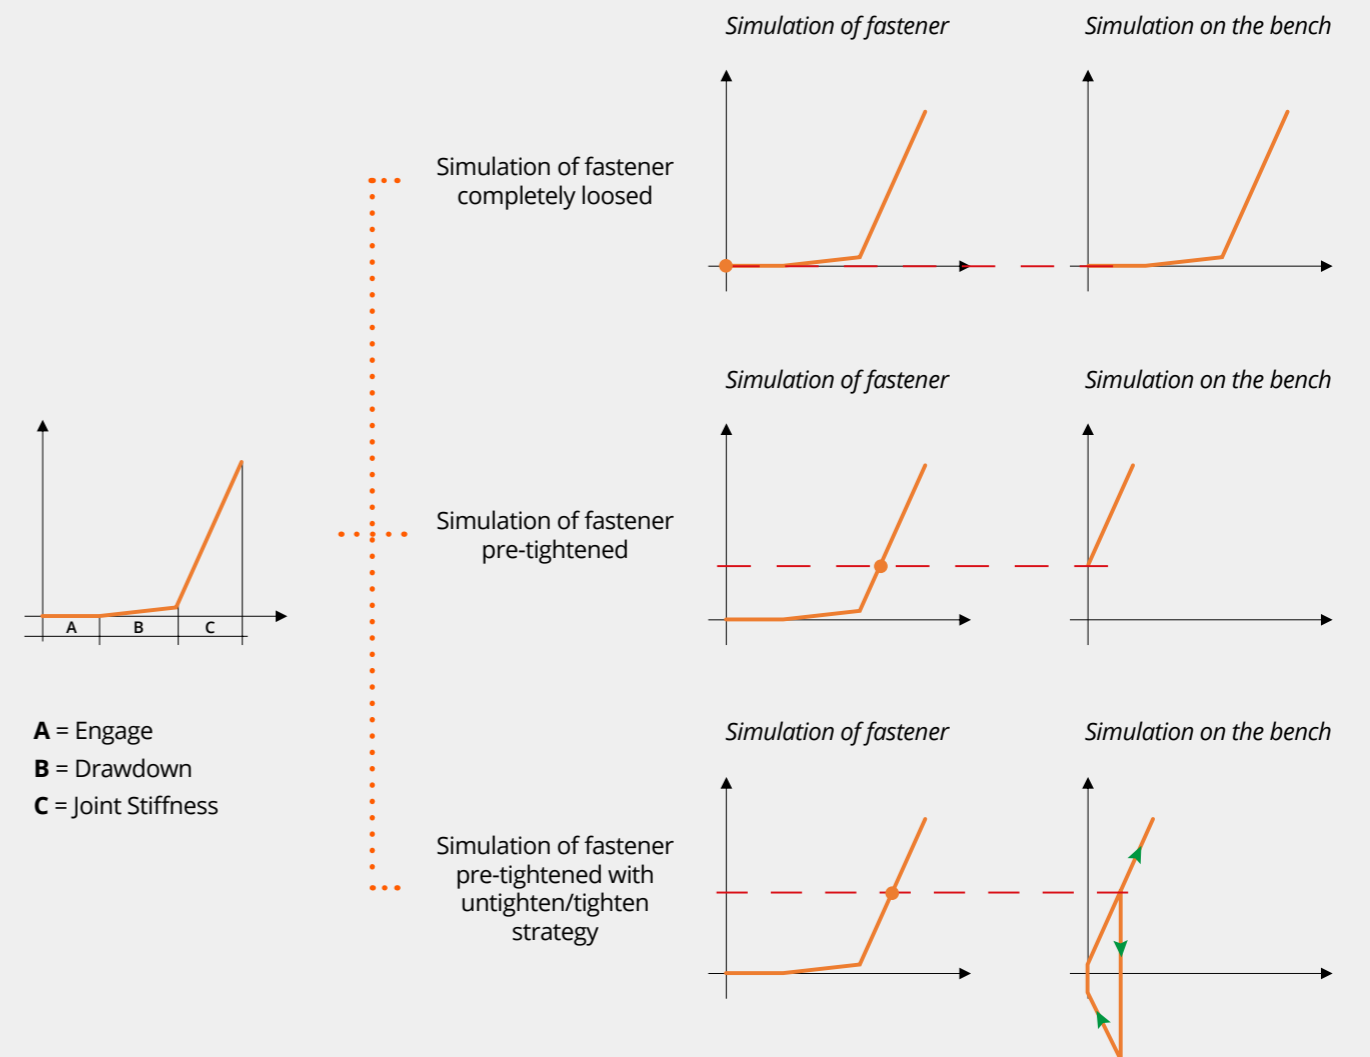 Simulation of fastener
Simulation on the bench
Simulation of fastener
completely loosed
Simulation of fastener
Simulation on the bench
Simulation of fastener
pre-tightened
A
B
C
A = Engage
B = Drawdown
C = Joint Stiffness
Simulation of fastener
Simulation on the bench
Simulation of fastener
pre-tightened with
untighten/tighten
strategy